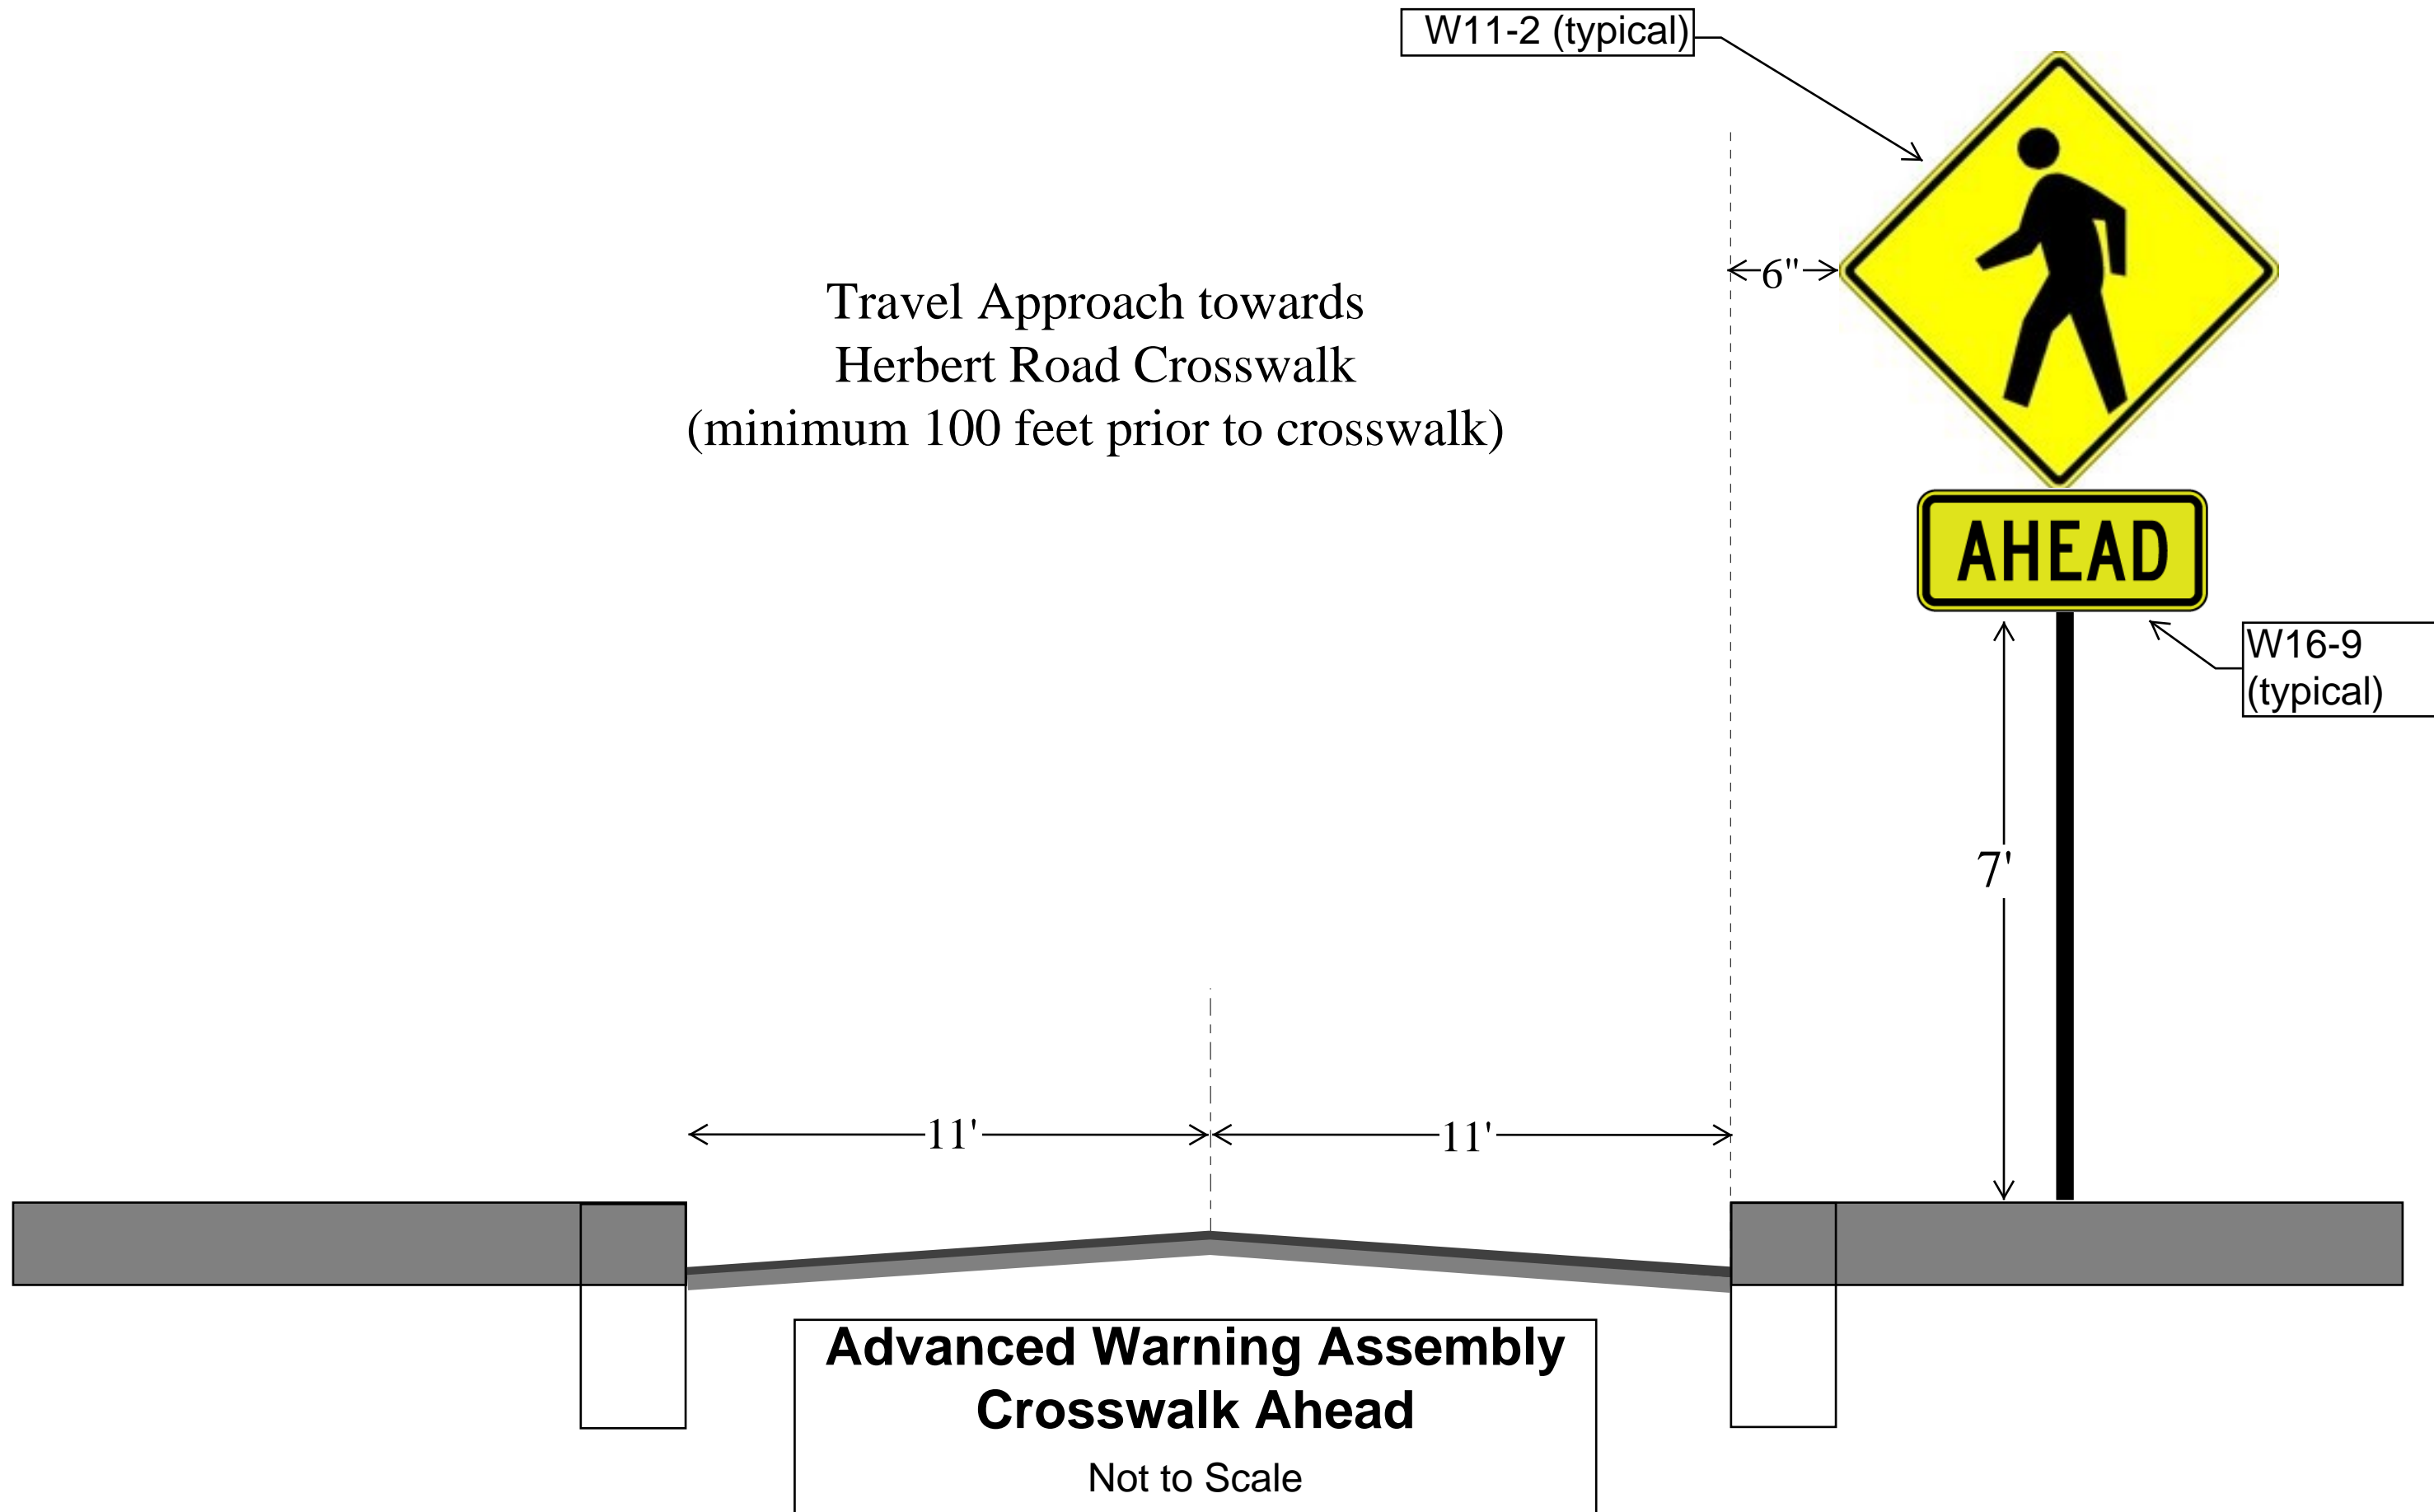 W11-2 (typical)
6"
Travel Approach towards
Herbert Road Crosswalk
(minimum 100 feet prior to crosswalk)
AHEAD
W16-9
(typical)
7'
11'
11'
Advanced Warning Assembly
Crosswalk Ahead
Not to Scale